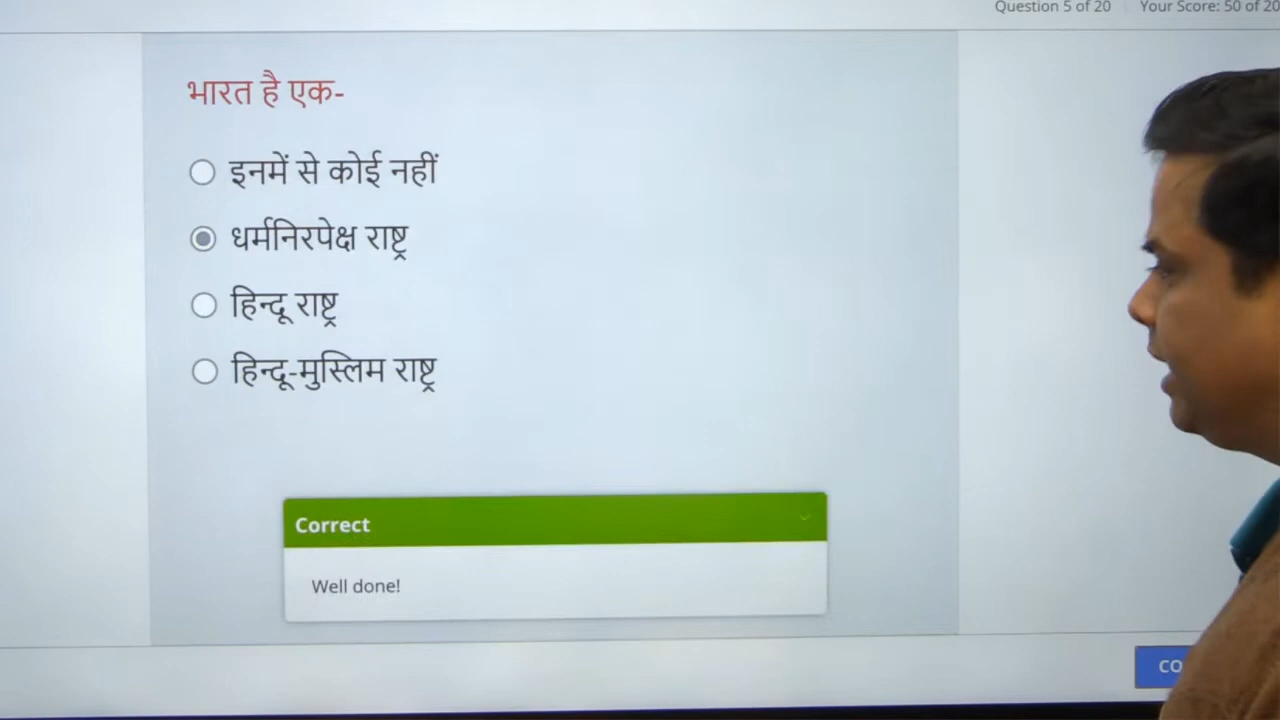 Question 5 of 20
Your Score: 50 of 20
भारत है एक-
इनमें से कोई नहीं
धर्मनिरपेक्ष राष्ट्र
हिन्दू राष्ट्र
हिन्दू-मुस्लिम राष्ट्र
Correct
Well done!
CO